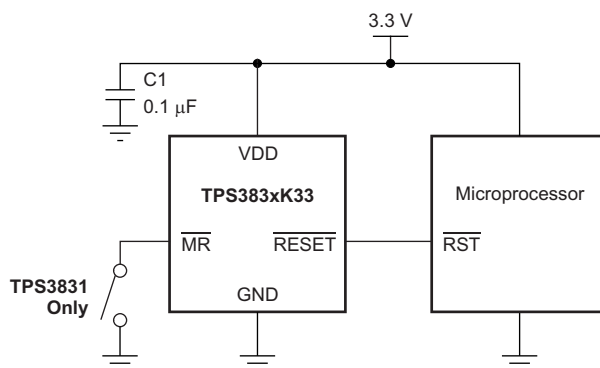 3.3 V
C1
0.1 μF
VDD
TPS383xK33
Microprocessor
MR
RESET
RST
TPS3831
Only
GND